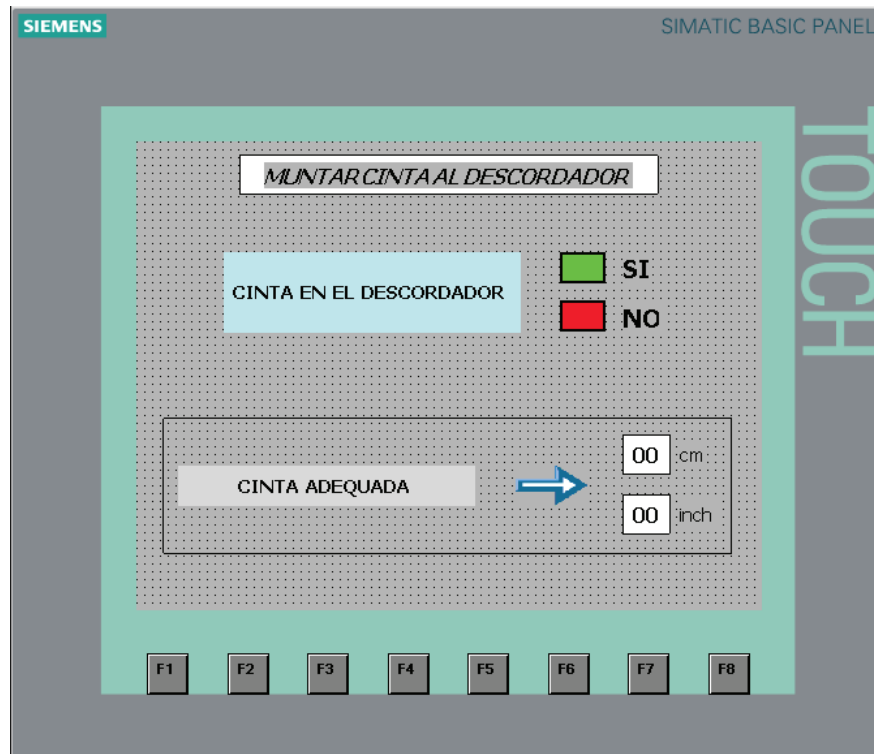 SIEMENS
SIMATIC BASIC PANEL
TOUCH
MUNTAR CINTA AL DESCORDADOR
CINTA EN EL DESCORDADOR
SI
NO
CINTA ADEQUADA
00 cm
00 inch
F1 F2 F3 F4 F5 F6 F7 F8